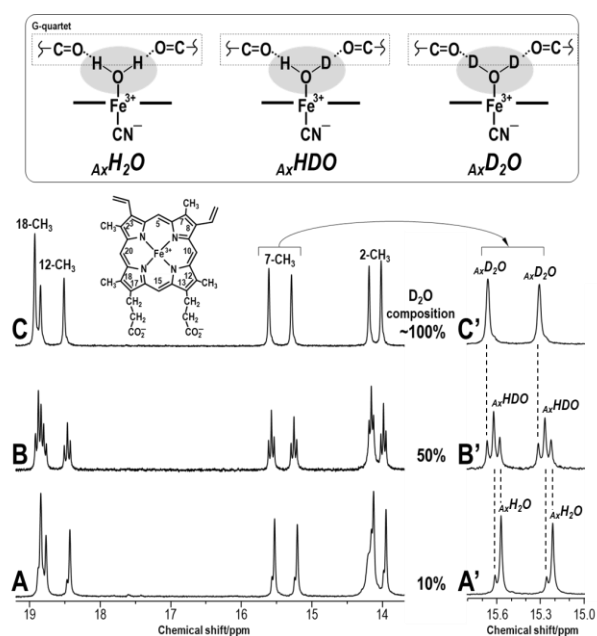 G-quartet
C=O O=C C=O O=C C=O O=C
H H H D D D
O O O
Fe3+ Fe3+ Fe3+
CN— CN— CN—
AxH2O AxHDO AxD2O
18-CH3
12-CH3
CH3
CH3
2 3 5 7 8
N N
20 Fe3+ 10
N N
CH3 18 17 15 13 12 CH3
CH2 CH2
CH2 CH2
CO2− CO2−
7-CH3
2-CH3
D2O
composition
~100%
AxD2O AxD2O
C C'
AxHDO AxHDO
B 50% B'
AxH2O AxH2O
A 10% A'
19 18 17 16 15 14
Chemical shift/ppm
15.6 15.3 15.0
Chemical shift/ppm